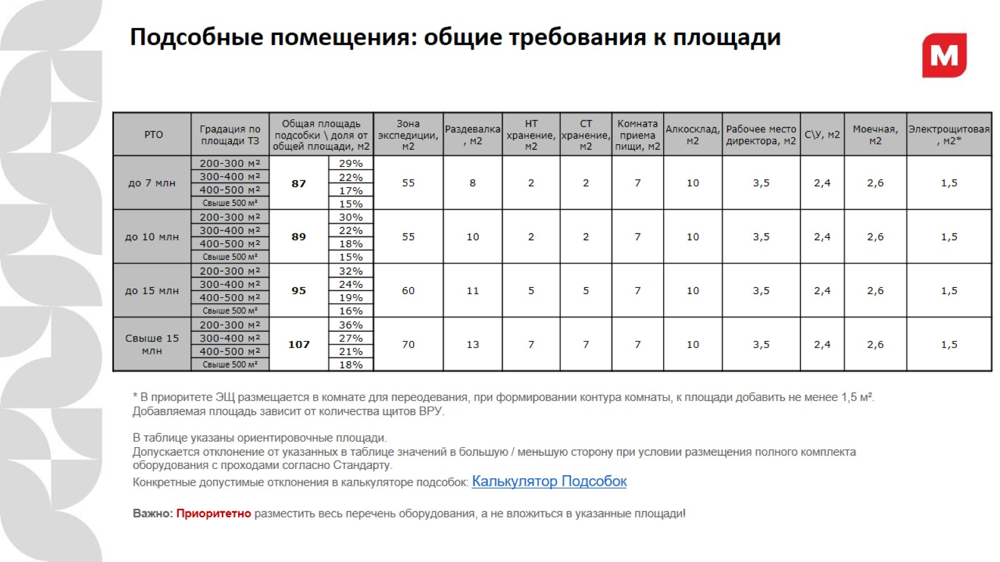 Подсобные помещения: общие требования к площади
М
РТО
Градация по
площади ТЗ
Общая площадь
подсобки \ доля от
общей площади, м2
Зона
экспедиции,
м2
Раздевалка
, м2
НТ
хранение,
м2
СТ
хранение,
м2
Комната
приема
пищи, м2
Алкосклад,
м2
Рабочее место
директора, м2
С\У, м2
Моечная,
м2
Электрощитовая
, м2*
до 7 млн
200-300 м²
300-400 м²
400-500 м²
Свыше 500 м²
87
29%
22%
17%
15%
55
8
2
2
7
10
3,5
2,4
2,6
1,5
до 10 млн
200-300 м²
300-400 м²
400-500 м²
Свыше 500 м²
89
30%
22%
18%
15%
55
10
2
2
7
10
3,5
2,4
2,6
1,5
до 15 млн
200-300 м²
300-400 м²
400-500 м²
Свыше 500 м²
95
32%
24%
19%
16%
60
11
5
5
7
10
3,5
2,4
2,6
1,5
Свыше 15
млн
200-300 м²
300-400 м²
400-500 м²
Свыше 500 м²
107
36%
27%
21%
18%
70
13
7
7
7
10
3,5
2,4
2,6
1,5
* В приоритете ЭЩ размещается в комнате для переодевания, при формировании контура комнаты, к площади добавить не менее 1,5 м².
Добавляемая площадь зависит от количества щитов ВРУ.
В таблице указаны ориентировочные площади.
Допускается отклонение от указанных в таблице значений в большую / меньшую сторону при условии размещения полного комплекта
оборудования с проходами согласно Стандарту.
Конкретные допустимые отклонения в калькуляторе подсобок: Калькулятор Подсобок
Важно: Приоритетно разместить весь перечень оборудования, а не вложиться в указанные площади!